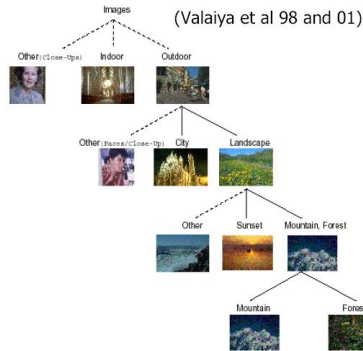 Images
(Valaiya et al 98 and 01)
Other(Close-Ups) Indoor Outdoor
Other(Faces/Close-Up) City Landscape
Other Sunset Mountain, Forest
Mountain Fores